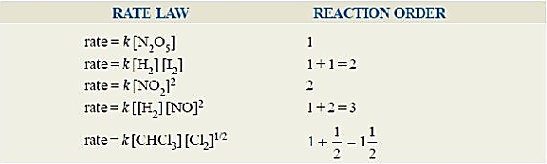 RATE LAW REACTION ORDER
rate = k [N₂O₅] 1
rate = k [H₂] [I₂] 1+1=2
rate = k [NO₂]² 2
rate = k [[H₂] [NO]² 1+2=3
rate − k [CHCl₃] [Cl₂]^1/2 1 + 1/2 − 1 1/2